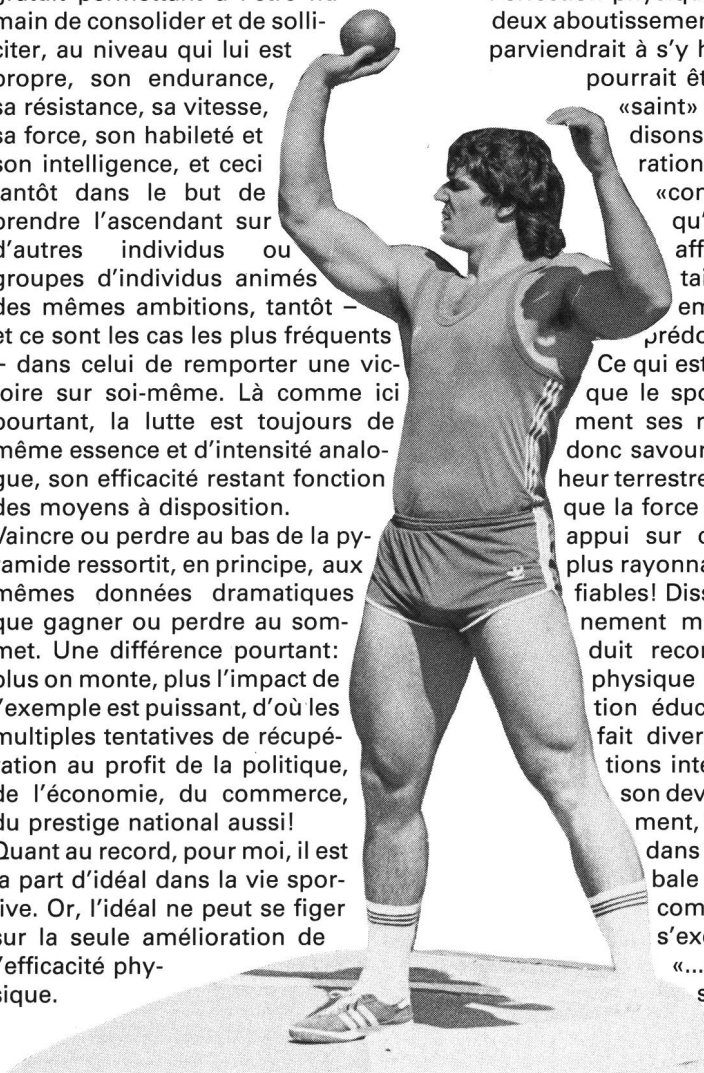 gratuit permettant à l'être hu-
main de consolider et de solli-
citer, au niveau qui lui est
propre, son endurance,
sa résistance, sa vitesse,
sa force, son habileté et
son intelligence, et ceci
tantôt dans le but de
prendre l'ascendant sur
d'autres individus ou
groupes d'individus animés
des mêmes ambitions, tantôt –
et ce sont les cas les plus fréquents
– dans celui de remporter une vic-
toire sur soi-même. Là comme ici
pourtant, la lutte est toujours de
même essence et d'intensité analo-
gue, son efficacité restant fonction
des moyens à disposition.
Vaincre ou perdre au bas de la py-
ramide ressortit, en principe, aux
mêmes données dramatiques
que gagner ou perdre au som-
met. Une différence pourtant:
plus on monte, plus l'impact de
l'exemple est puissant, d'où les
multiples tentatives de récupé-
ration au profit de la politique,
de l'économie, du commerce,
du prestige national aussi!
Quant au record, pour moi, il est
la part d'idéal dans la vie spor-
tive. Or, l'idéal ne peut se figer
sur la seule amélioration de
l'efficacité phy-
sique.
deux aboutissemen
parviendrait à s'y h
pourrait êt
«saint»
disons
ration
«con
qu'
aff
tai
em
prédo
Ce qui est
que le spo
ment ses r
donc savour
heur terrestre
que la force
appui sur c
plus rayonna
fiables! Diss
nement m
duit recor
physique
tion éduc
fait diver
tions inte
son dev
ment,
dans
bale
com
s'exe
«...
s